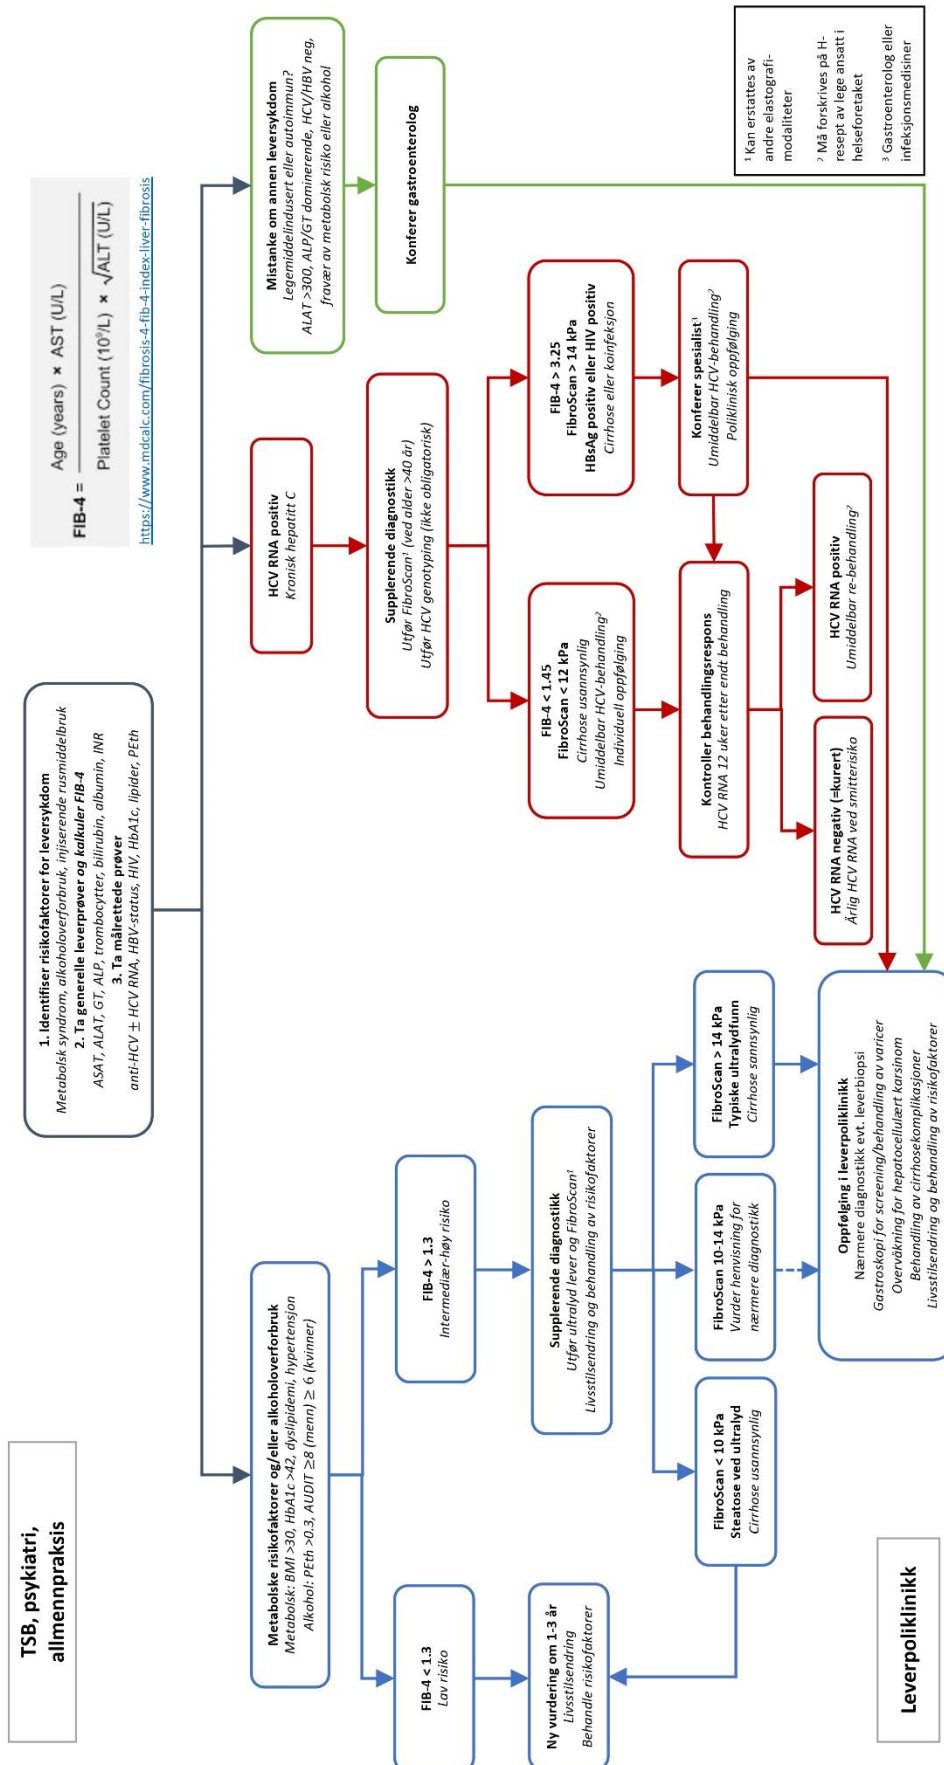 TSB, psykiatri,
allmennpraksis
1. Identifiser risikofaktorer for leversykdom
Metabolsk syndrom, alkoholoverforbruk, injiserende rusmiddelbruk
2. Ta generelle leverprøver og kalkuler FIB-4
ASAT, ALAT, GT, ALP, trombocytter, bilirubin, albumin, INR
3. Ta målrettede prøver
anti-HCV ± HCV RNA, HBV-status, HIV, HbA1c, lipider, PEth
FIB-4 =
Age (years) × AST (U/L)
Platelet Count (10⁹/L) × √ALT (U/L)
https://www.mdcalc.com/fibrosis-4-fib-4-index-liver-fibrosis
Metabolske risikofaktorer og/eller alkoholoverforbruk
Metabolsk: BMI >30, HbA1c >42, dyslipidemi, hypertensjon
Alkohol: PEth >0.3, AUDIT ≥8 (menn) ≥ 6 (kvinner)
HCV RNA positiv
Kronisk hepatitt C
Mistanke om annen leversykdom
Legemiddelindusert eller autoimmun?
ALAT >300, ALP/GT dominerende, HCV/HBV neg,
fravær av metabolsk risiko eller alkohol
FIB-4 < 1.3
Lav risiko
FIB-4 > 1.3
Intermediær-høy risiko
Supplerende diagnostikk
Utfør FibroScan¹ (ved alder >40 år)
Utfør HCV genotyping (ikke obligatorisk)
Konferer gastroenterolog
Ny vurdering om 1-3 år
Livsstilsendring
Behandle risikofaktorer
Supplerende diagnostikk
Utfør ultralyd lever og FibroScan¹
Livsstilsendring og behandling av risikofaktorer
FIB-4 < 1.45
FibroScan < 12 kPa
Cirrhose usannsynlig
Umiddelbar HCV-behandling²
Individuell oppfølging
FIB-4 > 3.25
FibroScan > 14 kPa
HBsAg positiv eller HIV positiv
Cirrhose eller koinfeksjon
Kontroller behandlingsrespons
HCV RNA 12 uker etter endt behandling
Konferer spesialist³
Umiddelbar HCV-behandling²
Poliklinisk oppfølging
FibroScan < 10 kPa
Steatose ved ultralyd
Cirrhose usannsynlig
FibroScan 10-14 kPa
Vurder henvisning for
nærmere diagnostikk
FibroScan > 14 kPa
Typiske ultralydfunn
Cirrhose sannsynlig
HCV RNA negativ (=kurert)
Årlig HCV RNA ved smitterisiko
HCV RNA positiv
Umiddelbar re-behandling²
Leverpoliklinikk
Oppfølging i leverpoliklinikk
Nærmere diagnostikk evt. leverbiopsi
Gastroskopi for screening/behandling av varicer
Overvåkning for hepatocellulært karsinom
Behandling av cirrhosekomplikasjoner
Livsstilsendring og behandling av risikofaktorer
¹ Kan erstattes av
andre elastografi-
modaliteter
² Må forskrives på H-
resept av lege ansatt i
helseforetaket
³ Gastroenterolog eller
infeksjonsmedisiner